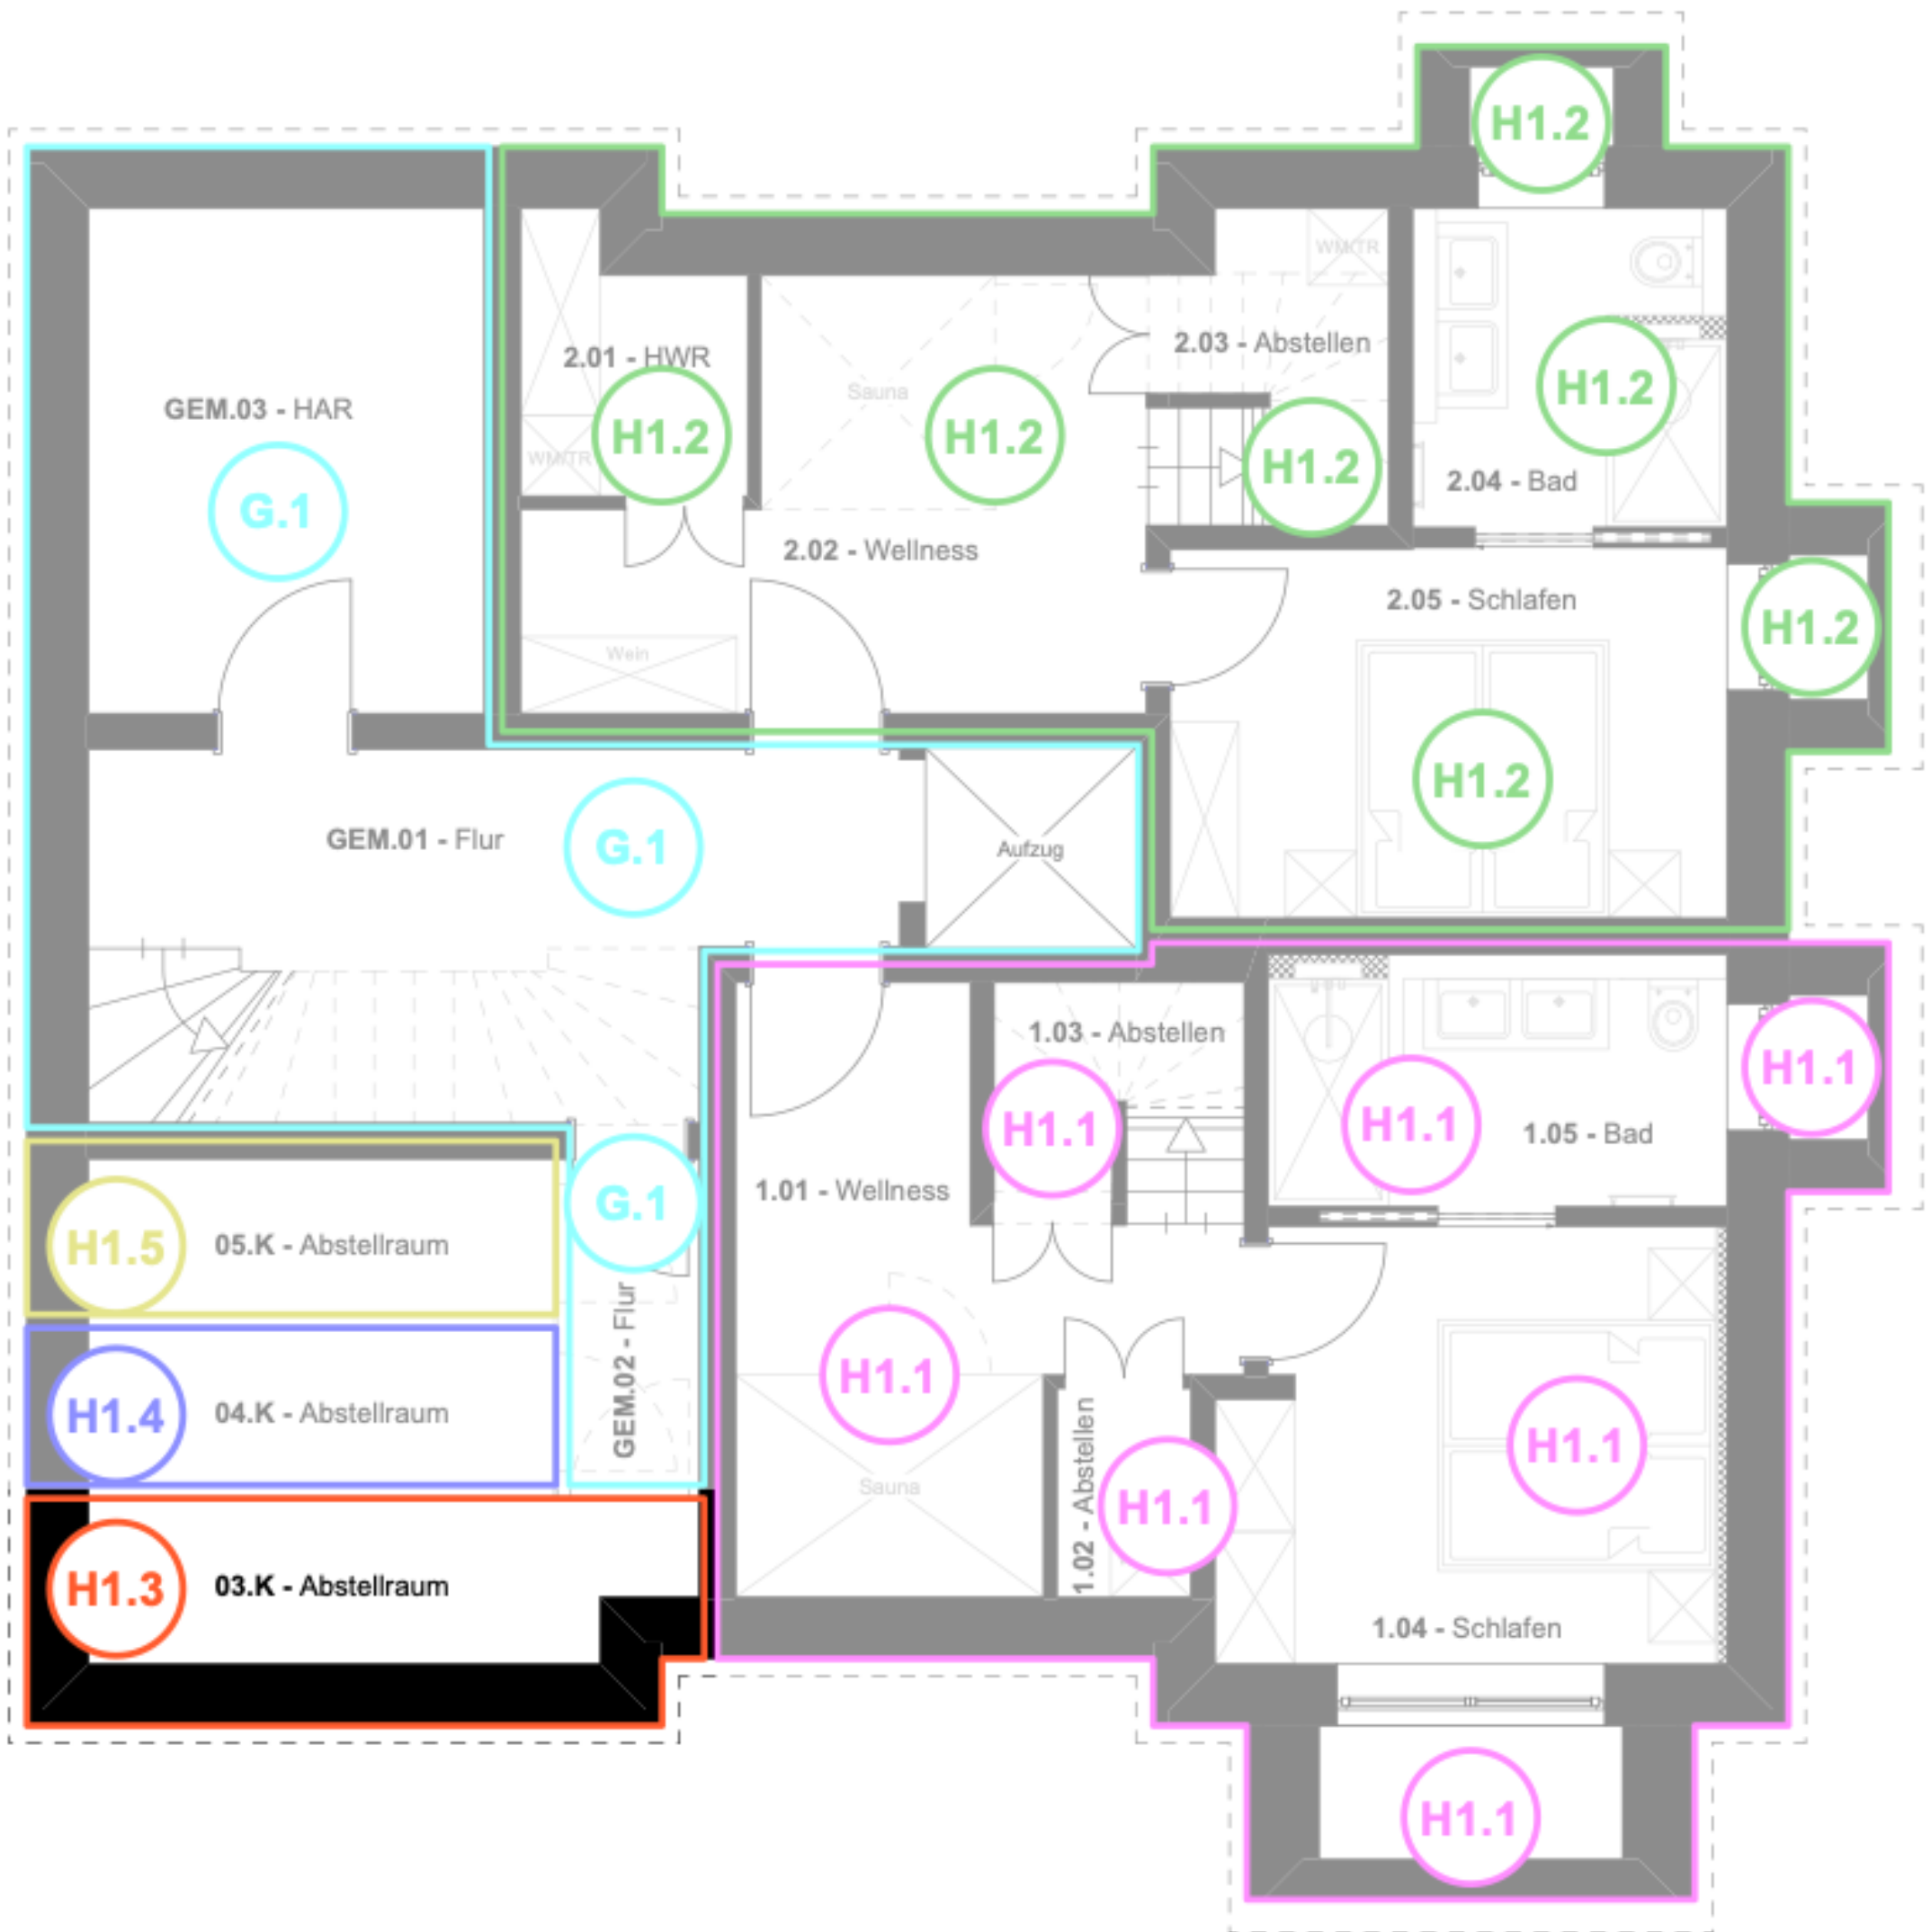 H1.2
WM/TR
2.01 - HWR
2.03 - Abstellen
Sauna
H1.2
GEM.03 - HAR
H1.2
H1.2
WM/TR
H1.2
2.04 - Bad
G.1
2.02 - Wellness
2.05 - Schlafen
H1.2
Wein
H1.2
GEM.01 - Flur
G.1
Aufzug
1.03 - Abstellen
H1.1
H1.1
H1.1
1.05 - Bad
1.01 - Wellness
G.1
H1.5
05.K - Abstellraum
GEM.02 - Flur
H1.1
H1.4
04.K - Abstellraum
H1.1
Sauna
1.02 - Abstellen
H1.1
H1.3
03.K - Abstellraum
1.04 - Schlafen
H1.1